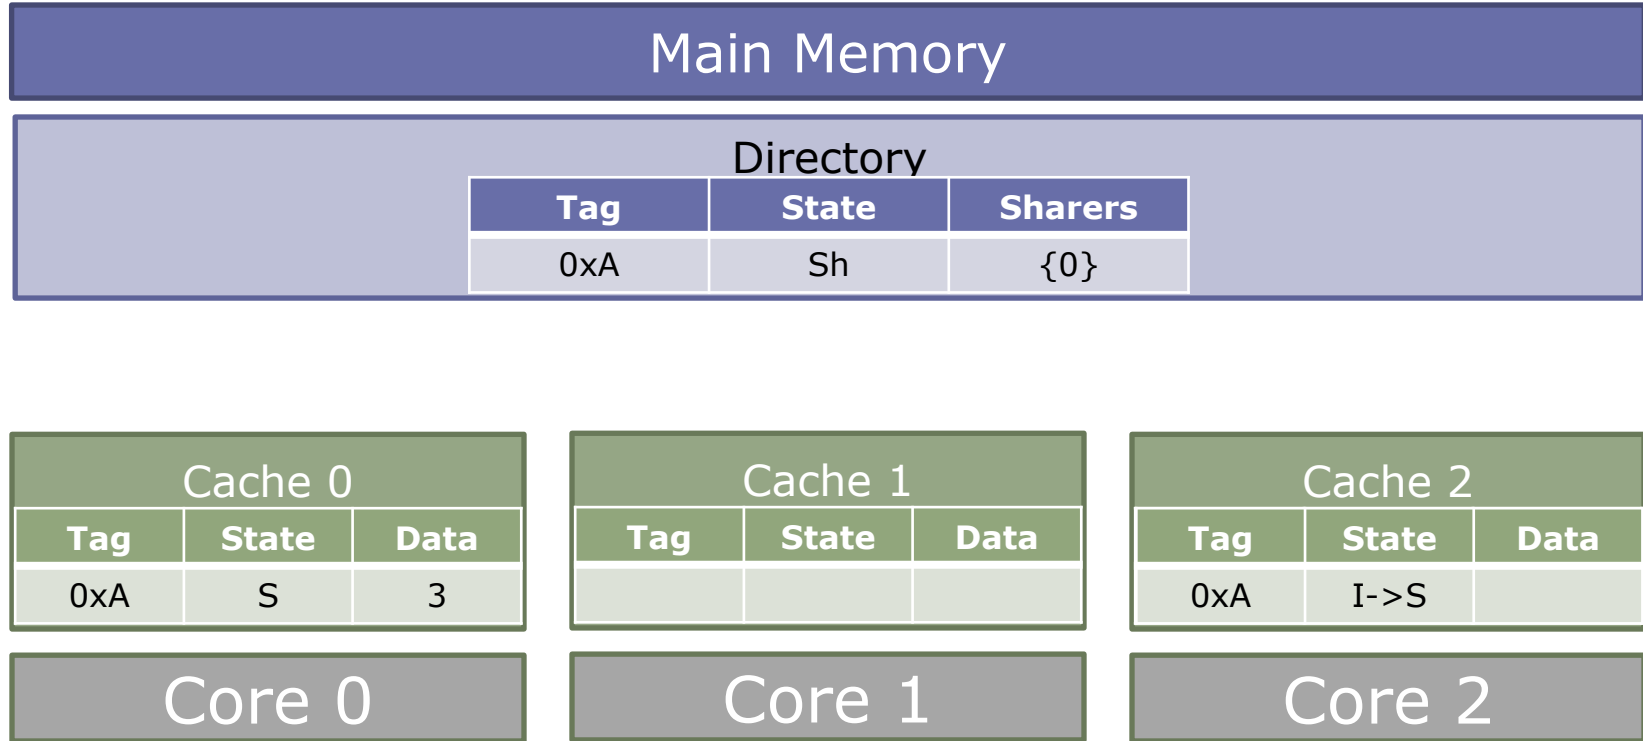 Main Memory
Directory
Tag State Sharers
0xA Sh {0}
Cache 0
Tag State Data
0xA S 3
Core 0
Cache 1
Tag State Data
Core 1
Cache 2
Tag State Data
0xA I->S
Core 2